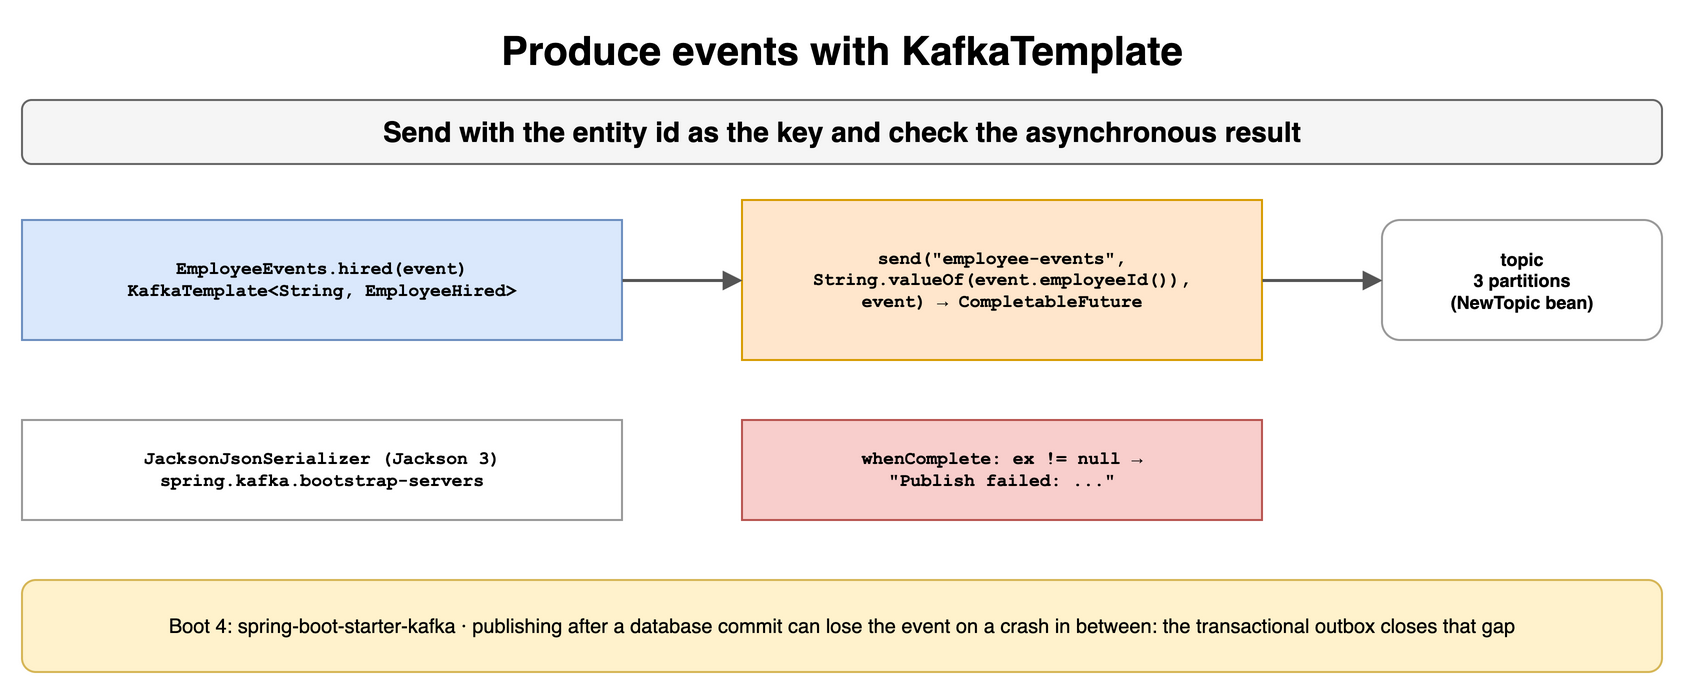 Produce events with KafkaTemplate
Send with the entity id as the key and check the asynchronous result
EmployeeEvents.hired(event)
KafkaTemplate<String, EmployeeHired>
send("employee-events",
String.valueOf(event.employeeId()),
event) → CompletableFuture
topic
3 partitions
(NewTopic bean)
JacksonJsonSerializer (Jackson 3)
spring.kafka.bootstrap-servers
whenComplete: ex != null →
"Publish failed: ..."
Boot 4: spring-boot-starter-kafka · publishing after a database commit can lose the event on a crash in between: the transactional outbox closes that gap